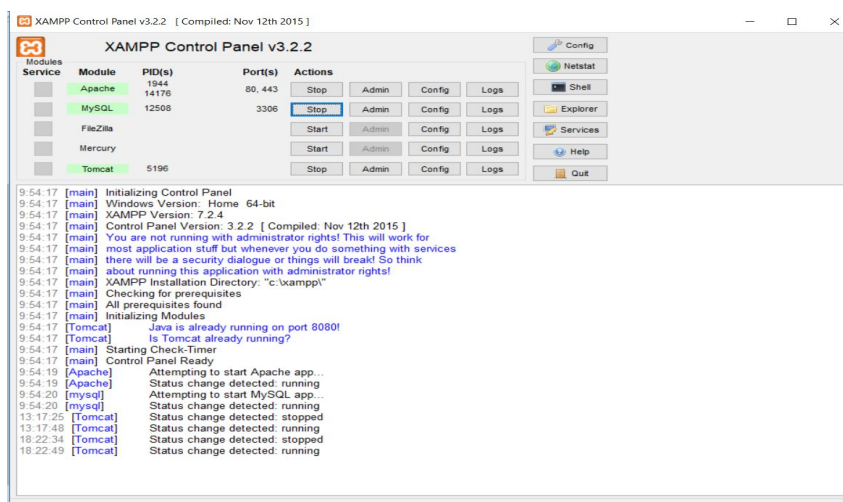 XAMPP Control Panel v3.2.2 [ Compiled: Nov 12th 2015 ]
XAMPP Control Panel v3.2.2
Config
Modules
Service Module PID(s) Port(s) Actions
Netstat
Apache 1944 14176 80, 443 Stop Admin Config Logs
Shell
MySQL 12508 3306 Stop Admin Config Logs
Explorer
FileZilla Start Admin Config Logs
Services
Mercury Start Admin Config Logs
Help
Tomcat 5196 Stop Admin Config Logs
Quit
9:54:17 [main] Initializing Control Panel
9:54:17 [main] Windows Version: Home 64-bit
9:54:17 [main] XAMPP Version: 7.2.4
9:54:17 [main] Control Panel Version: 3.2.2 [ Compiled: Nov 12th 2015 ]
9:54:17 [main] You are not running with administrator rights! This will work for
9:54:17 [main] most application stuff but whenever you do something with services
9:54:17 [main] there will be a security dialogue or things will break! So think
9:54:17 [main] about running this application with administrator rights!
9:54:17 [main] XAMPP Installation Directory: "c:\xampp\"
9:54:17 [main] Checking for prerequisites
9:54:17 [main] All prerequisites found
9:54:17 [main] Initializing Modules
9:54:17 [Tomcat] Java is already running on port 8080!
9:54:17 [Tomcat] Is Tomcat already running?
9:54:17 [main] Starting Check-Timer
9:54:17 [main] Control Panel Ready
9:54:19 [Apache] Attempting to start Apache app...
9:54:19 [Apache] Status change detected: running
9:54:20 [mysql] Attempting to start MySQL app...
9:54:20 [mysql] Status change detected: running
13:17:25 [Tomcat] Status change detected: stopped
13:17:48 [Tomcat] Status change detected: running
18:22:34 [Tomcat] Status change detected: stopped
18:22:49 [Tomcat] Status change detected: running